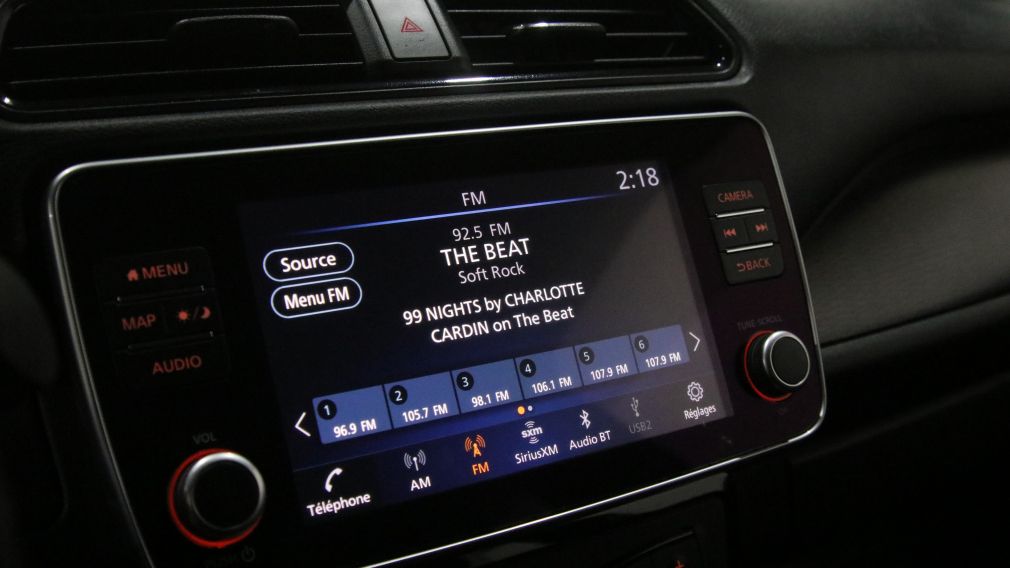 FM
2:18
92.5 FM
THE BEAT
Soft Rock
Source
Menu FM
99 NIGHTS by CHARLOTTE
CARDIN on The Beat
1
96.9 FM
2
105.7 FM
3
98.1 FM
4
106.1 FM
5
107.9 FM
6
107.9 FM
Téléphone
AM
FM
sxm
SiriusXM
Audio BT
USB2
Réglages
MENU
MAP
AUDIO
VOL
CAMERA
BACK
TUNE·SCROLL